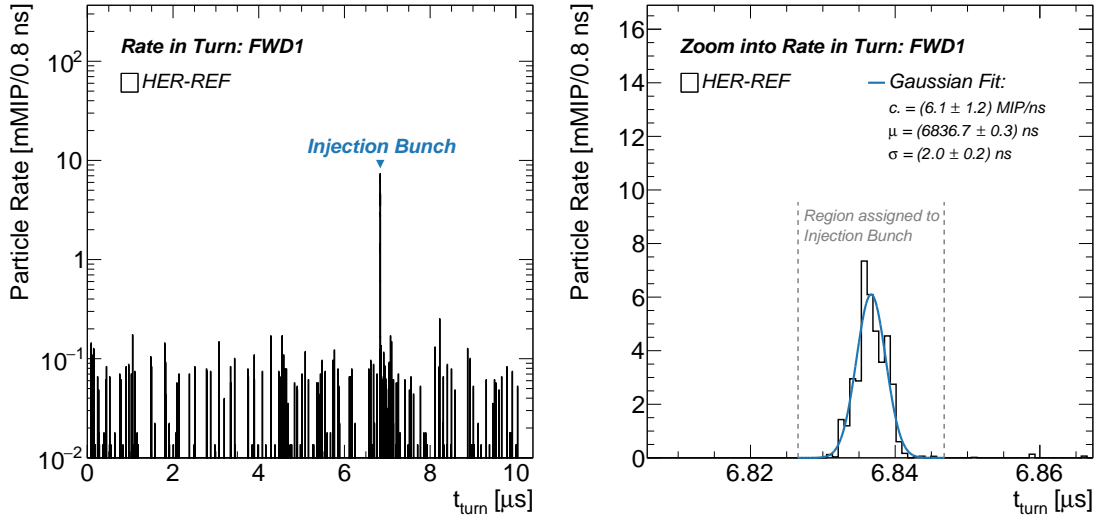 Rate in Turn: FWD1
HER-REF
Injection Bunch
Particle Rate [mMIP/0.8 ns]
10²
10
1
10⁻¹
10⁻²
0 2 4 6 8 10
t_turn [μs]
Zoom into Rate in Turn: FWD1
HER-REF
Gaussian Fit:
c. = (6.1 ± 1.2) MIP/ns
μ = (6836.7 ± 0.3) ns
σ = (2.0 ± 0.2) ns
Region assigned to
Injection Bunch
Particle Rate [mMIP/0.8 ns]
16
14
12
10
8
6
4
2
0
6.82 6.84 6.86
t_turn [μs]